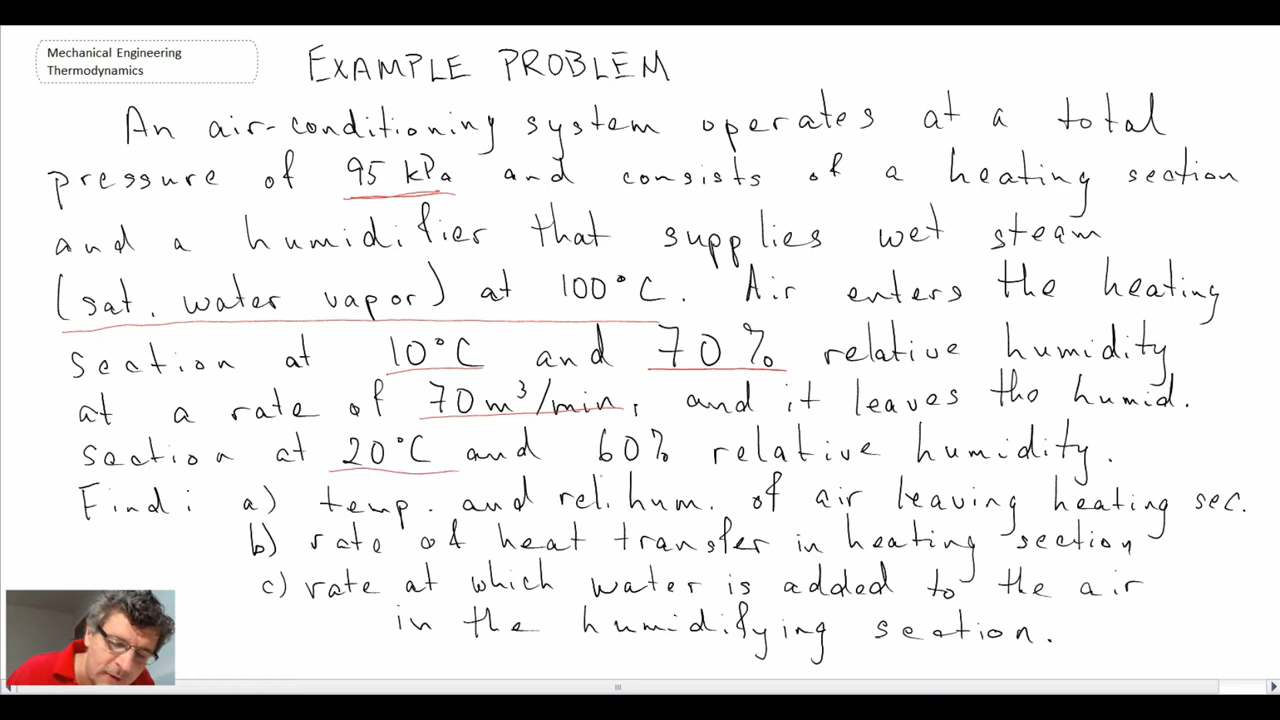 Mechanical Engineering
Thermodynamics
EXAMPLE PROBLEM
An air-conditioning system operates at a total
pressure of 95 kPa and consists of a heating section
and a humidifier that supplies wet steam
(sat. water vapor) at 100°C. Air enters the heating
section at 10°C and 70% relative humidity
at a rate of 70 m³/min, and it leaves the humid.
section at 20°C and 60% relative humidity.
Find: a) temp. and rel. hum. of air leaving heating sec.
b) rate of heat transfer in heating section
c) rate at which water is added to the air
in the humidifying section.